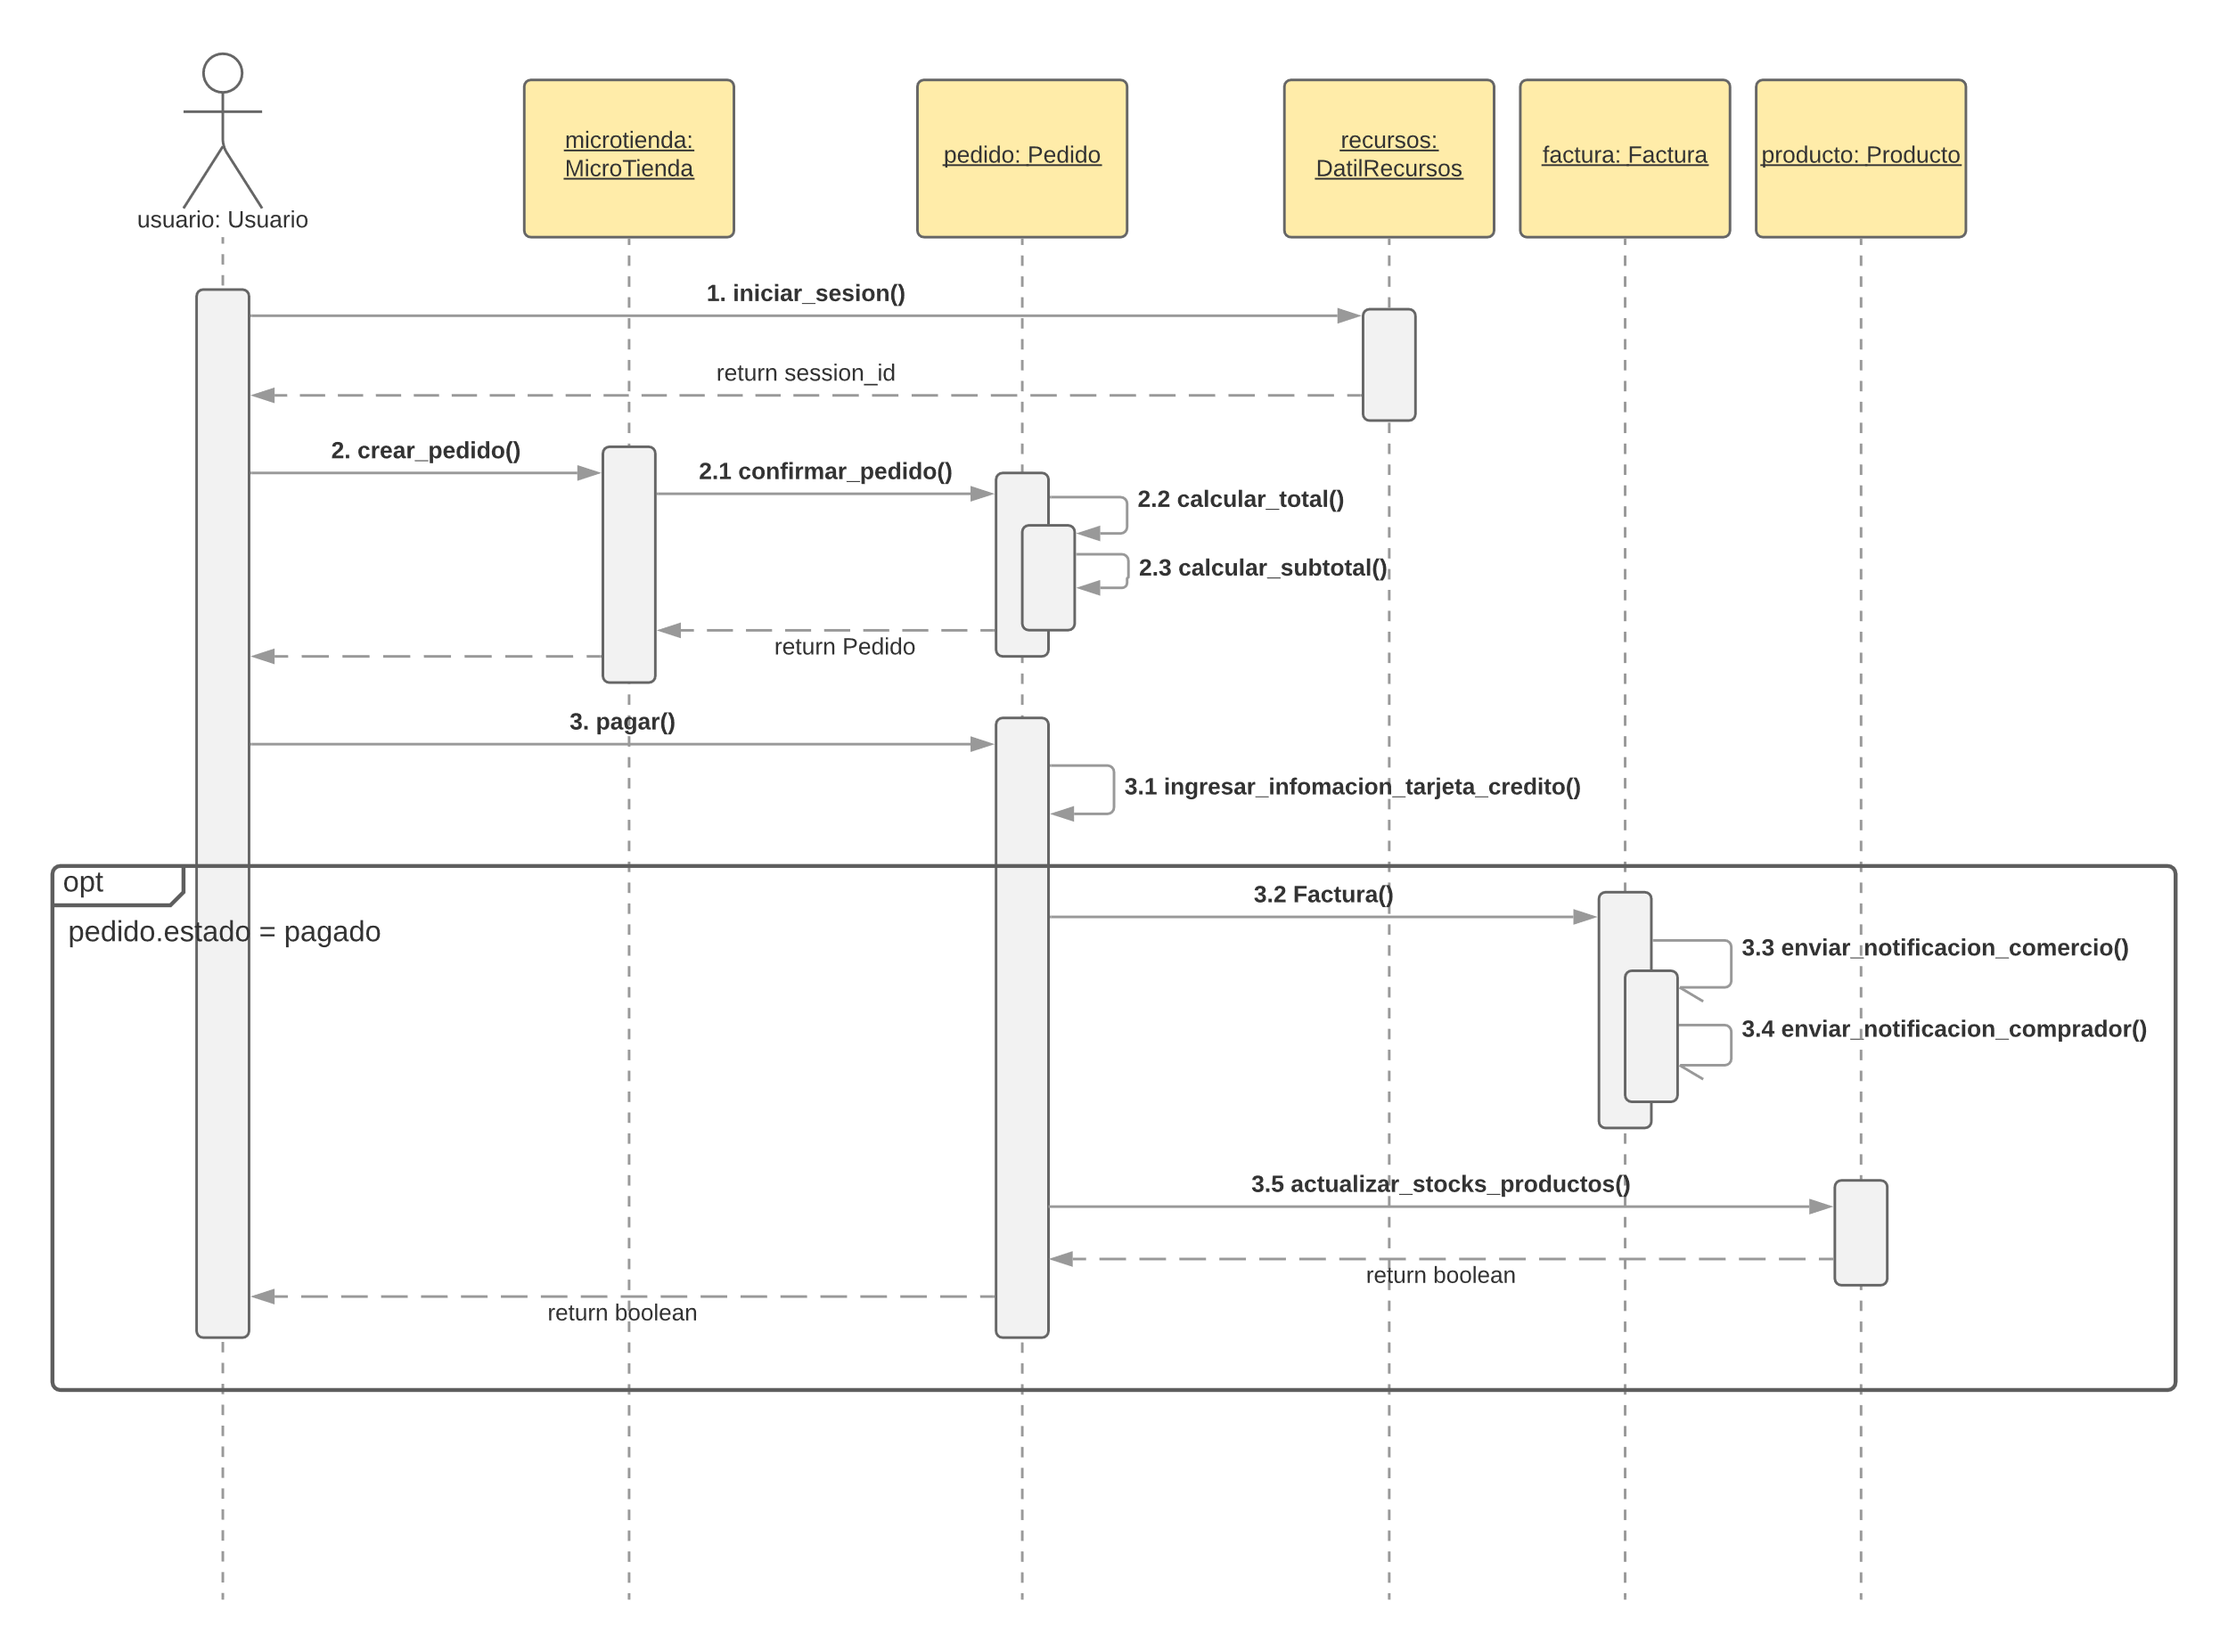 usuario: Usuario
microtienda:
MicroTienda
pedido: Pedido
recursos:
DatilRecursos
factura: Factura
producto: Producto
1. iniciar_sesion()
return session_id
2. crear_pedido()
2.1 confirmar_pedido()
2.2 calcular_total()
2.3 calcular_subtotal()
return Pedido
3. pagar()
3.1 ingresar_infomacion_tarjeta_credito()
opt
pedido.estado = pagado
3.2 Factura()
3.3 enviar_notificacion_comercio()
3.4 enviar_notificacion_comprador()
3.5 actualizar_stocks_productos()
return boolean
return boolean